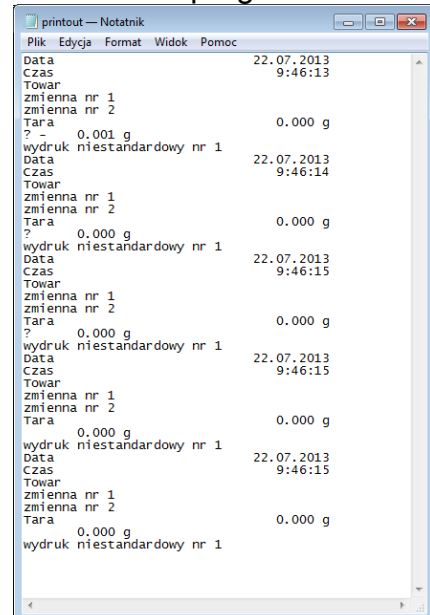 printout — Notatnik
Plik Edycja Format Widok Pomoc
Data 22.07.2013
Czas 9:46:13
Towar
zmienna nr 1
zmienna nr 2
Tara 0.000 g
? - 0.001 g
wydruk niestandardowy nr 1
Data 22.07.2013
Czas 9:46:14
Towar
zmienna nr 1
zmienna nr 2
Tara 0.000 g
? 0.000 g
wydruk niestandardowy nr 1
Data 22.07.2013
Czas 9:46:15
Towar
zmienna nr 1
zmienna nr 2
Tara 0.000 g
? 0.000 g
wydruk niestandardowy nr 1
Data 22.07.2013
Czas 9:46:15
Towar
zmienna nr 1
zmienna nr 2
Tara 0.000 g
0.000 g
wydruk niestandardowy nr 1
Data 22.07.2013
Czas 9:46:15
Towar
zmienna nr 1
zmienna nr 2
Tara 0.000 g
0.000 g
wydruk niestandardowy nr 1